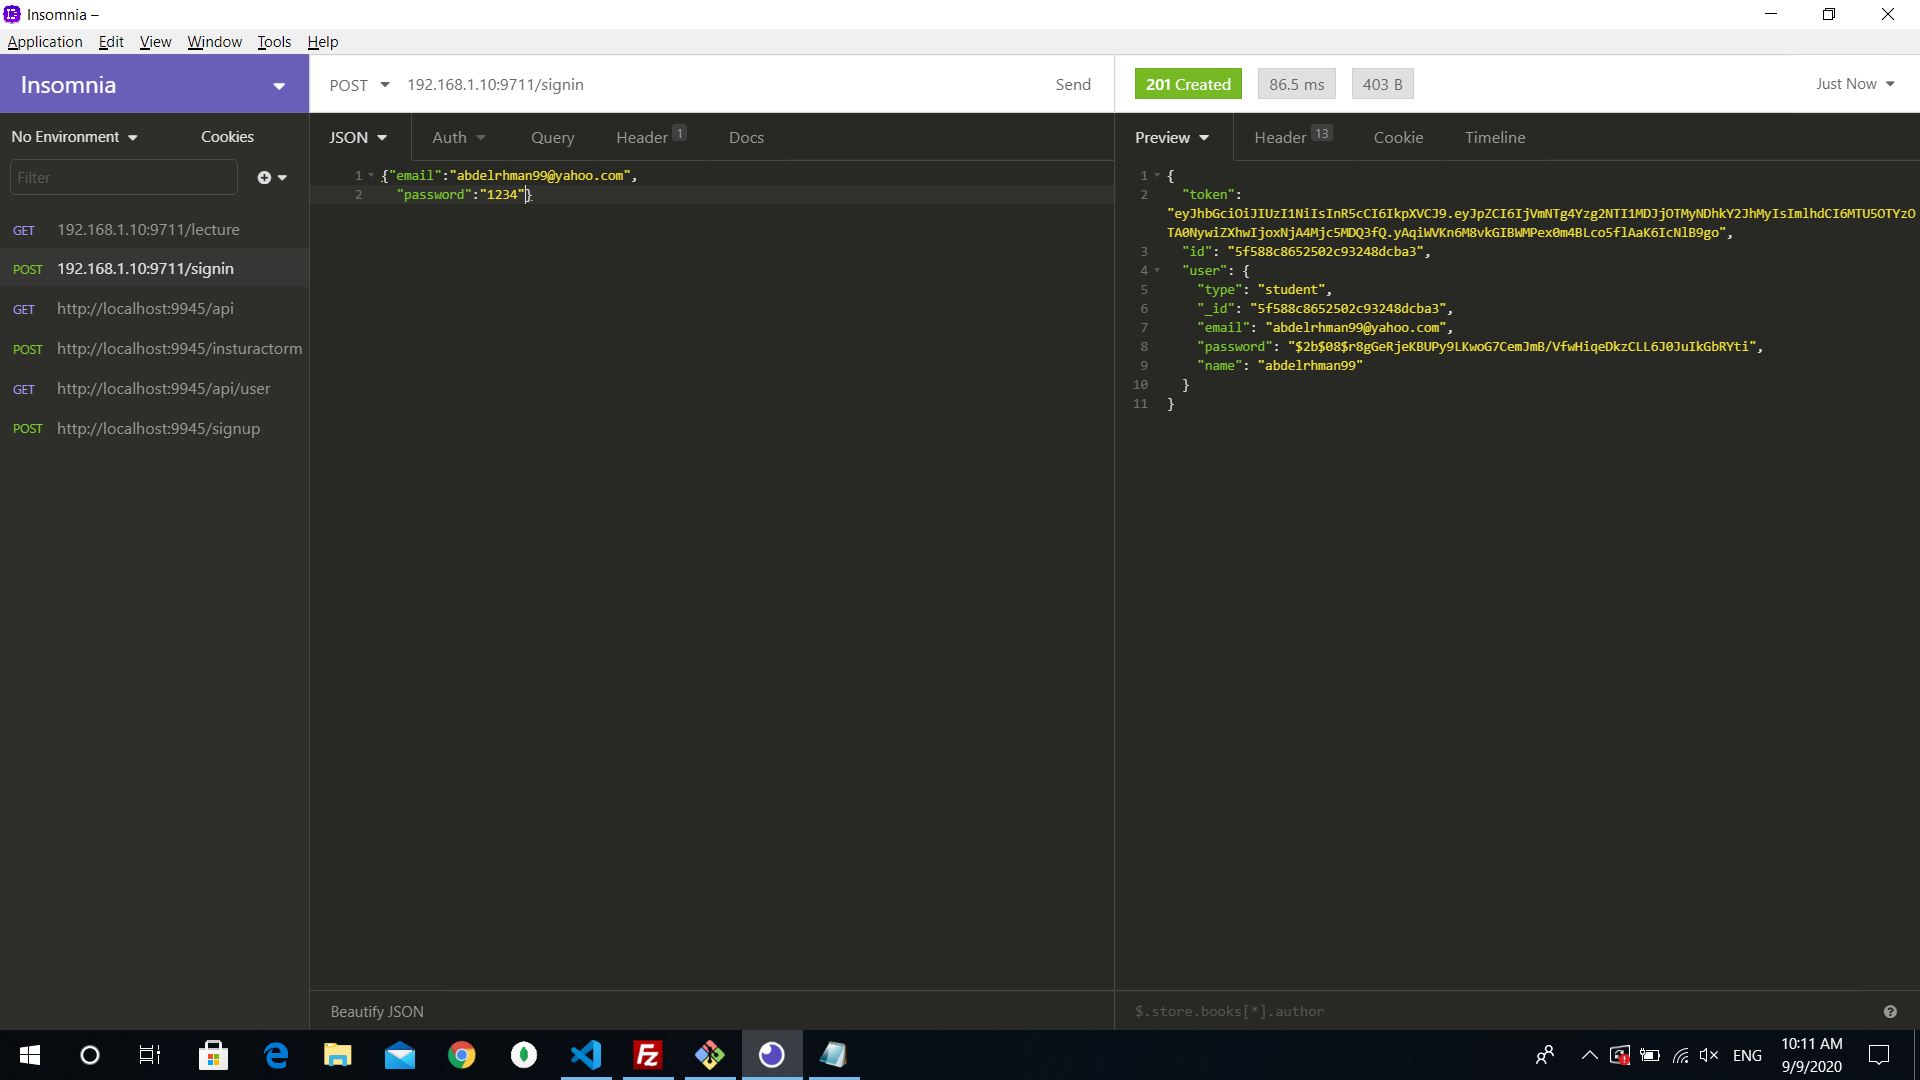 Insomnia –
Application Edit View Window Tools Help
Insomnia
POST 192.168.1.10:9711/signin Send
201 Created 86.5 ms 403 B Just Now
No Environment Cookies
JSON Auth Query Header 1 Docs
Preview Header 13 Cookie Timeline
Filter
GET 192.168.1.10:9711/lecture
POST 192.168.1.10:9711/signin
GET http://localhost:9945/api
POST http://localhost:9945/insturactorm
GET http://localhost:9945/api/user
POST http://localhost:9945/signup
1 {"email":"abdelrhman99@yahoo.com",
2 "password":"1234"}
1 {
2 "token":
"eyJhbGciOiJIUzI1NiIsInR5cCI6IkpXVCJ9.eyJpZCI6IjVmNTg4Yzg2NTI1MDJjOTMyNDhkY2JhMyIsImlhdCI6MTU5OTYzO
TA0NywiZXhwIjoxNjA4Mjc5MDQ3fQ.yAqiWVKn6M8vkGIBWMPex0m4BLco5flAaK6IcNlB9go",
3 "id": "5f588c8652502c93248dcba3",
4 "user": {
5 "type": "student",
6 "_id": "5f588c8652502c93248dcba3",
7 "email": "abdelrhman99@yahoo.com",
8 "password": "$2b$08$r8gGeRjeKBUPy9LKwoG7CemJmB/VfwHiqeDkzCLL6J0JuIkGbRYti",
9 "name": "abdelrhman99"
10 }
11 }
Beautify JSON
$.store.books[*].author
ENG
10:11 AM
9/9/2020